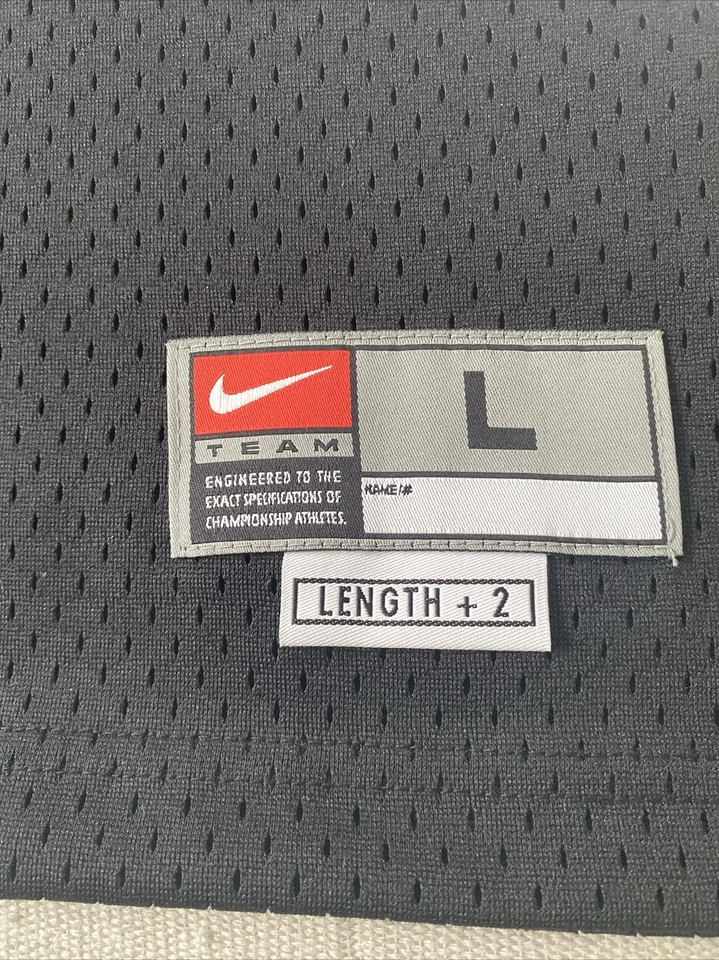 L
TEAM
ENGINEERED TO THE
EXACT SPECIFICATIONS OF
CHAMPIONSHIP ATHLETES.
NAME/#
LENGTH + 2